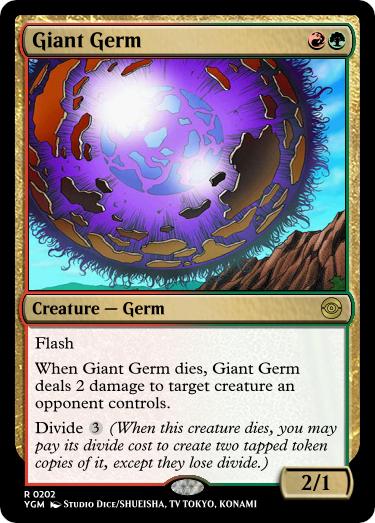 Giant Germ
Creature — Germ
Flash
When Giant Germ dies, Giant Germ
deals 2 damage to target creature an
opponent controls.
Divide 3 (When this creature dies, you may
pay its divide cost to create two tapped token
copies of it, except they lose divide.)
2/1
R 0202
YGM Studio Dice/SHUEISHA, TV TOKYO, KONAMI